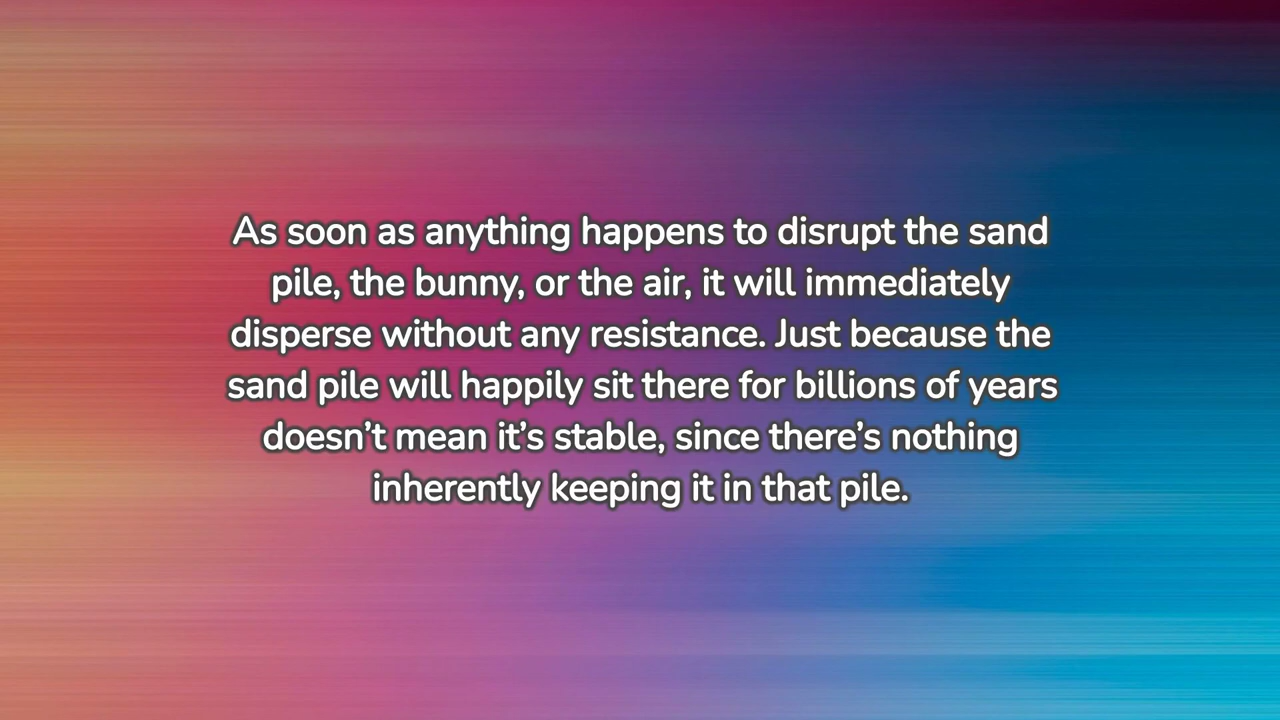 As soon as anything happens to disrupt the sand
pile, the bunny, or the air, it will immediately
disperse without any resistance. Just because the
sand pile will happily sit there for billions of years
doesn’t mean it’s stable, since there’s nothing
inherently keeping it in that pile.